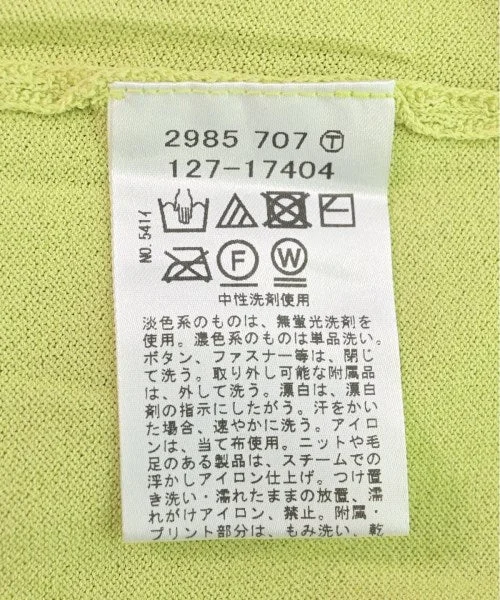 2985 707 Ⓣ
127-17404
NO.5414
F
W
中性洗剤使用
淡色系のものは、無蛍光洗剤を
使用。濃色系のものは単品洗い。
ボタン、ファスナー等は、閉じ
て洗う。取り外し可能な附属品
は、外して洗う。漂白は、漂白
剤の指示にしたがう。汗をかい
た場合、速やかに洗う。アイロ
ンは、当て布使用。ニットや毛
足のある製品は、スチームでの
浮かしアイロン仕上げ。つけ置
き洗い・濡れたままの放置、濡
れがけアイロン、禁止。附属・
プリント部分は、もみ洗い、乾